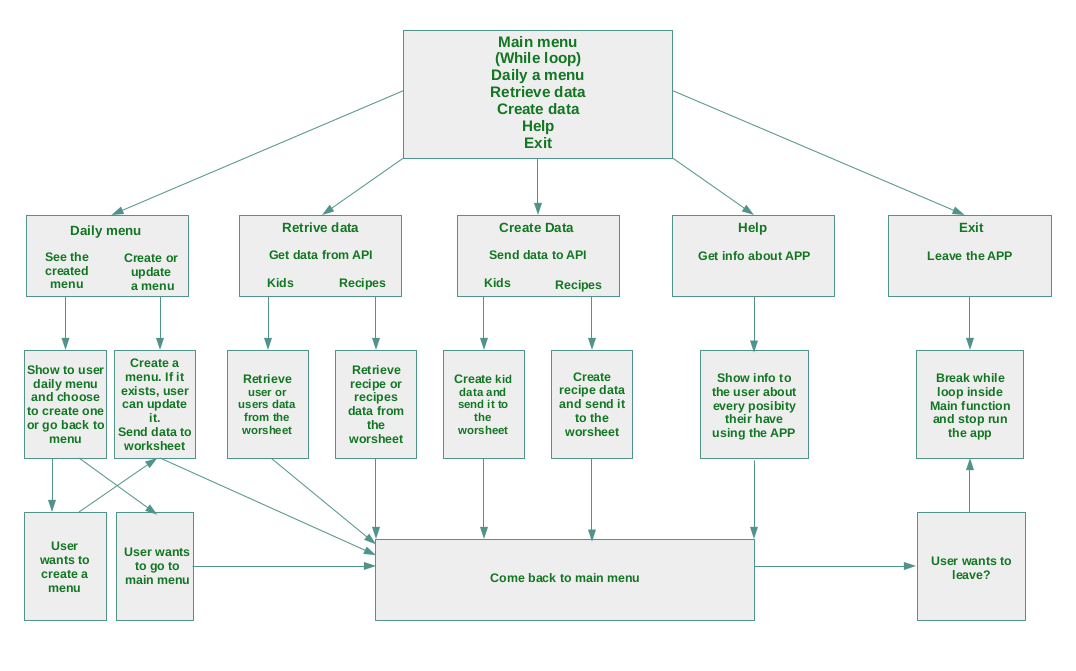 Main menu
(While loop)
Daily a menu
Retrieve data
Create data
Help
Exit
Daily menu
See the
created
menu
Create or
update
a menu
Retrive data
Get data from API
Kids
Recipes
Create Data
Send data to API
Kids
Recipes
Help
Get info about APP
Exit
Leave the APP
Show to user
daily menu
and choose
to create one
or go back to
menu
Create a
menu. If it
exists, user
can update
it.
Send data to
worksheet
Retrieve
user or
users data
from the
worsheet
Retrieve
recipe or
recipes
data from
the
worsheet
Create kid
data and
send it to
the
worsheet
Create
recipe data
and send it
to the
worsheet
Show info to
the user about
every posibity
their have
using the APP
Break while
loop inside
Main function
and stop run
the app
User
wants to
create a
menu
User wants
to go to
main menu
Come back to main menu
User wants to
leave?